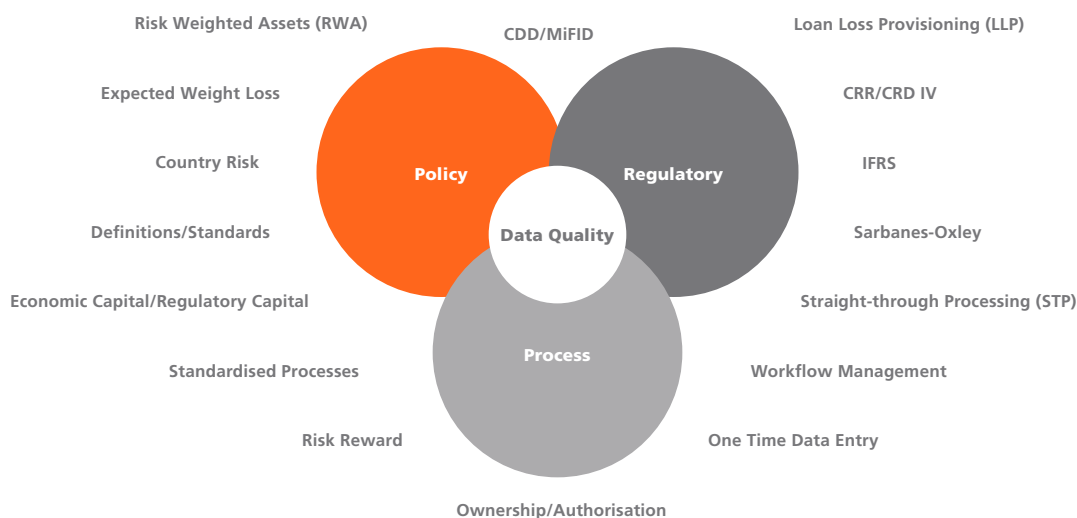 Risk Weighted Assets (RWA)
CDD/MiFID
Loan Loss Provisioning (LLP)
Expected Weight Loss
CRR/CRD IV
Country Risk
Policy
Regulatory
IFRS
Definitions/Standards
Data Quality
Sarbanes-Oxley
Economic Capital/Regulatory Capital
Straight-through Processing (STP)
Process
Standardised Processes
Workflow Management
Risk Reward
One Time Data Entry
Ownership/Authorisation